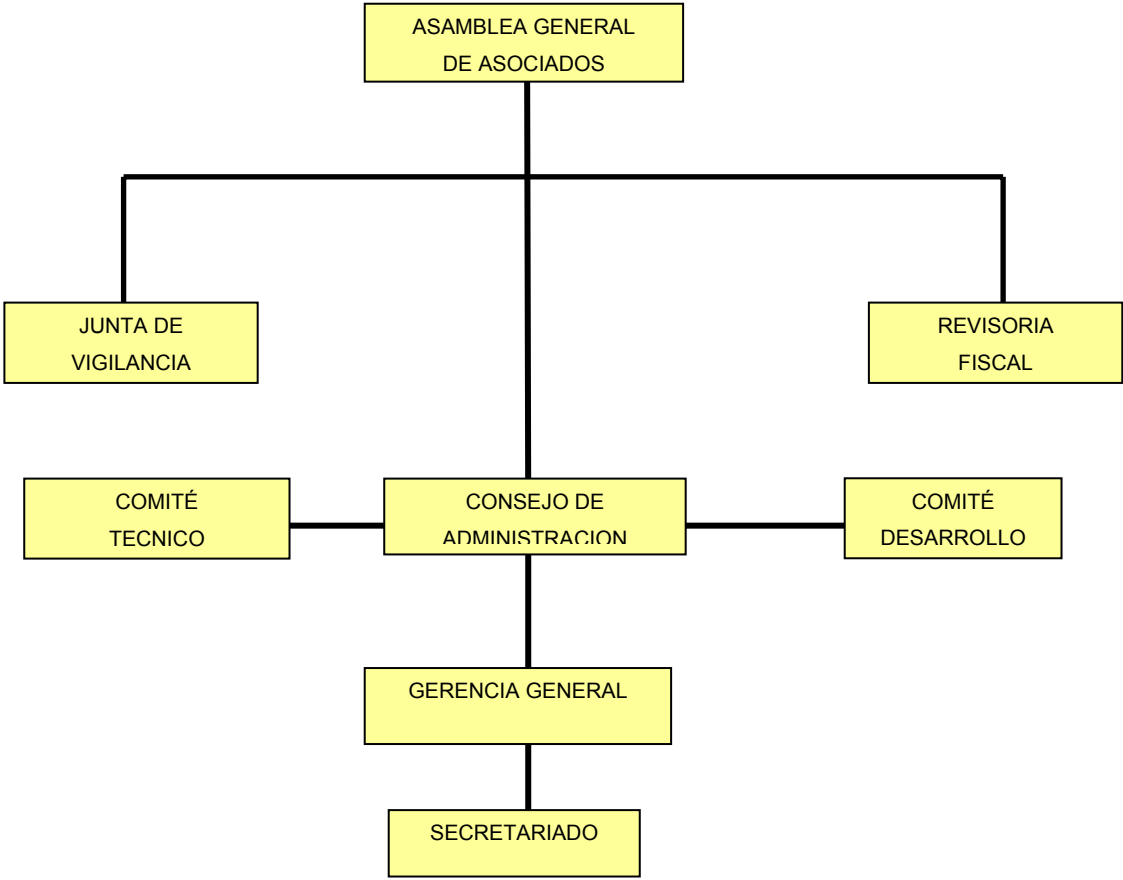 ASAMBLEA GENERAL
DE ASOCIADOS
JUNTA DE
VIGILANCIA
REVISORIA
FISCAL
COMITÉ
TECNICO
CONSEJO DE
ADMINISTRACION
COMITÉ
DESARROLLO
GERENCIA GENERAL
SECRETARIADO